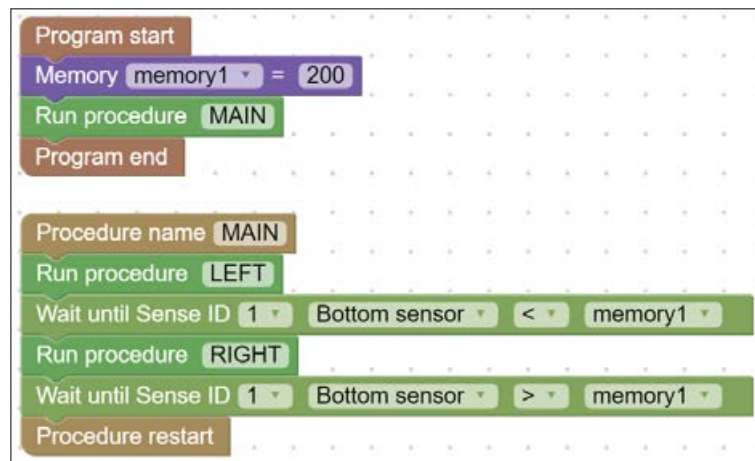 Program start
Memory memory1 = 200
Run procedure MAIN
Program end
Procedure name MAIN
Run procedure LEFT
Wait until Sense ID 1 Bottom sensor < memory1
Run procedure RIGHT
Wait until Sense ID 1 Bottom sensor > memory1
Procedure restart